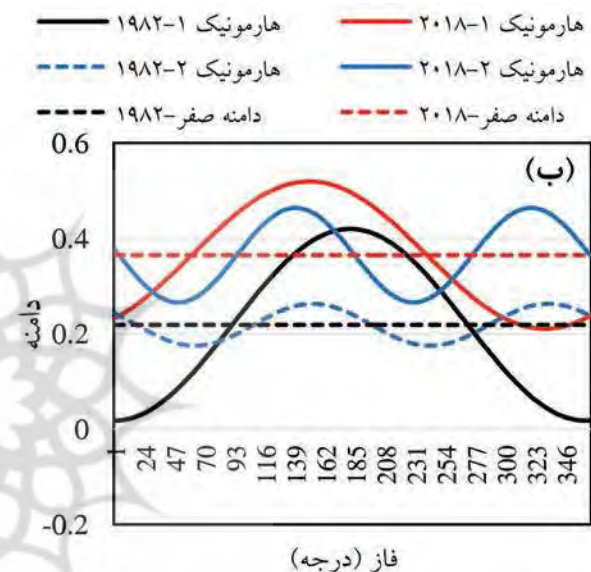 هارمونیک ۱-۱۹۸۲ هارمونیک ۱-۲۰۱۸
هارمونیک ۲-۱۹۸۲ هارمونیک ۲-۲۰۱۸
دامنه صفر-۱۹۸۲ دامنه صفر-۲۰۱۸
(ب)
0.6
0.4
0.2
0
-0.2
دامنه
1 24 47 70 93 116 139 162 185 208 231 254 277 300 323 346
فاز (درجه)